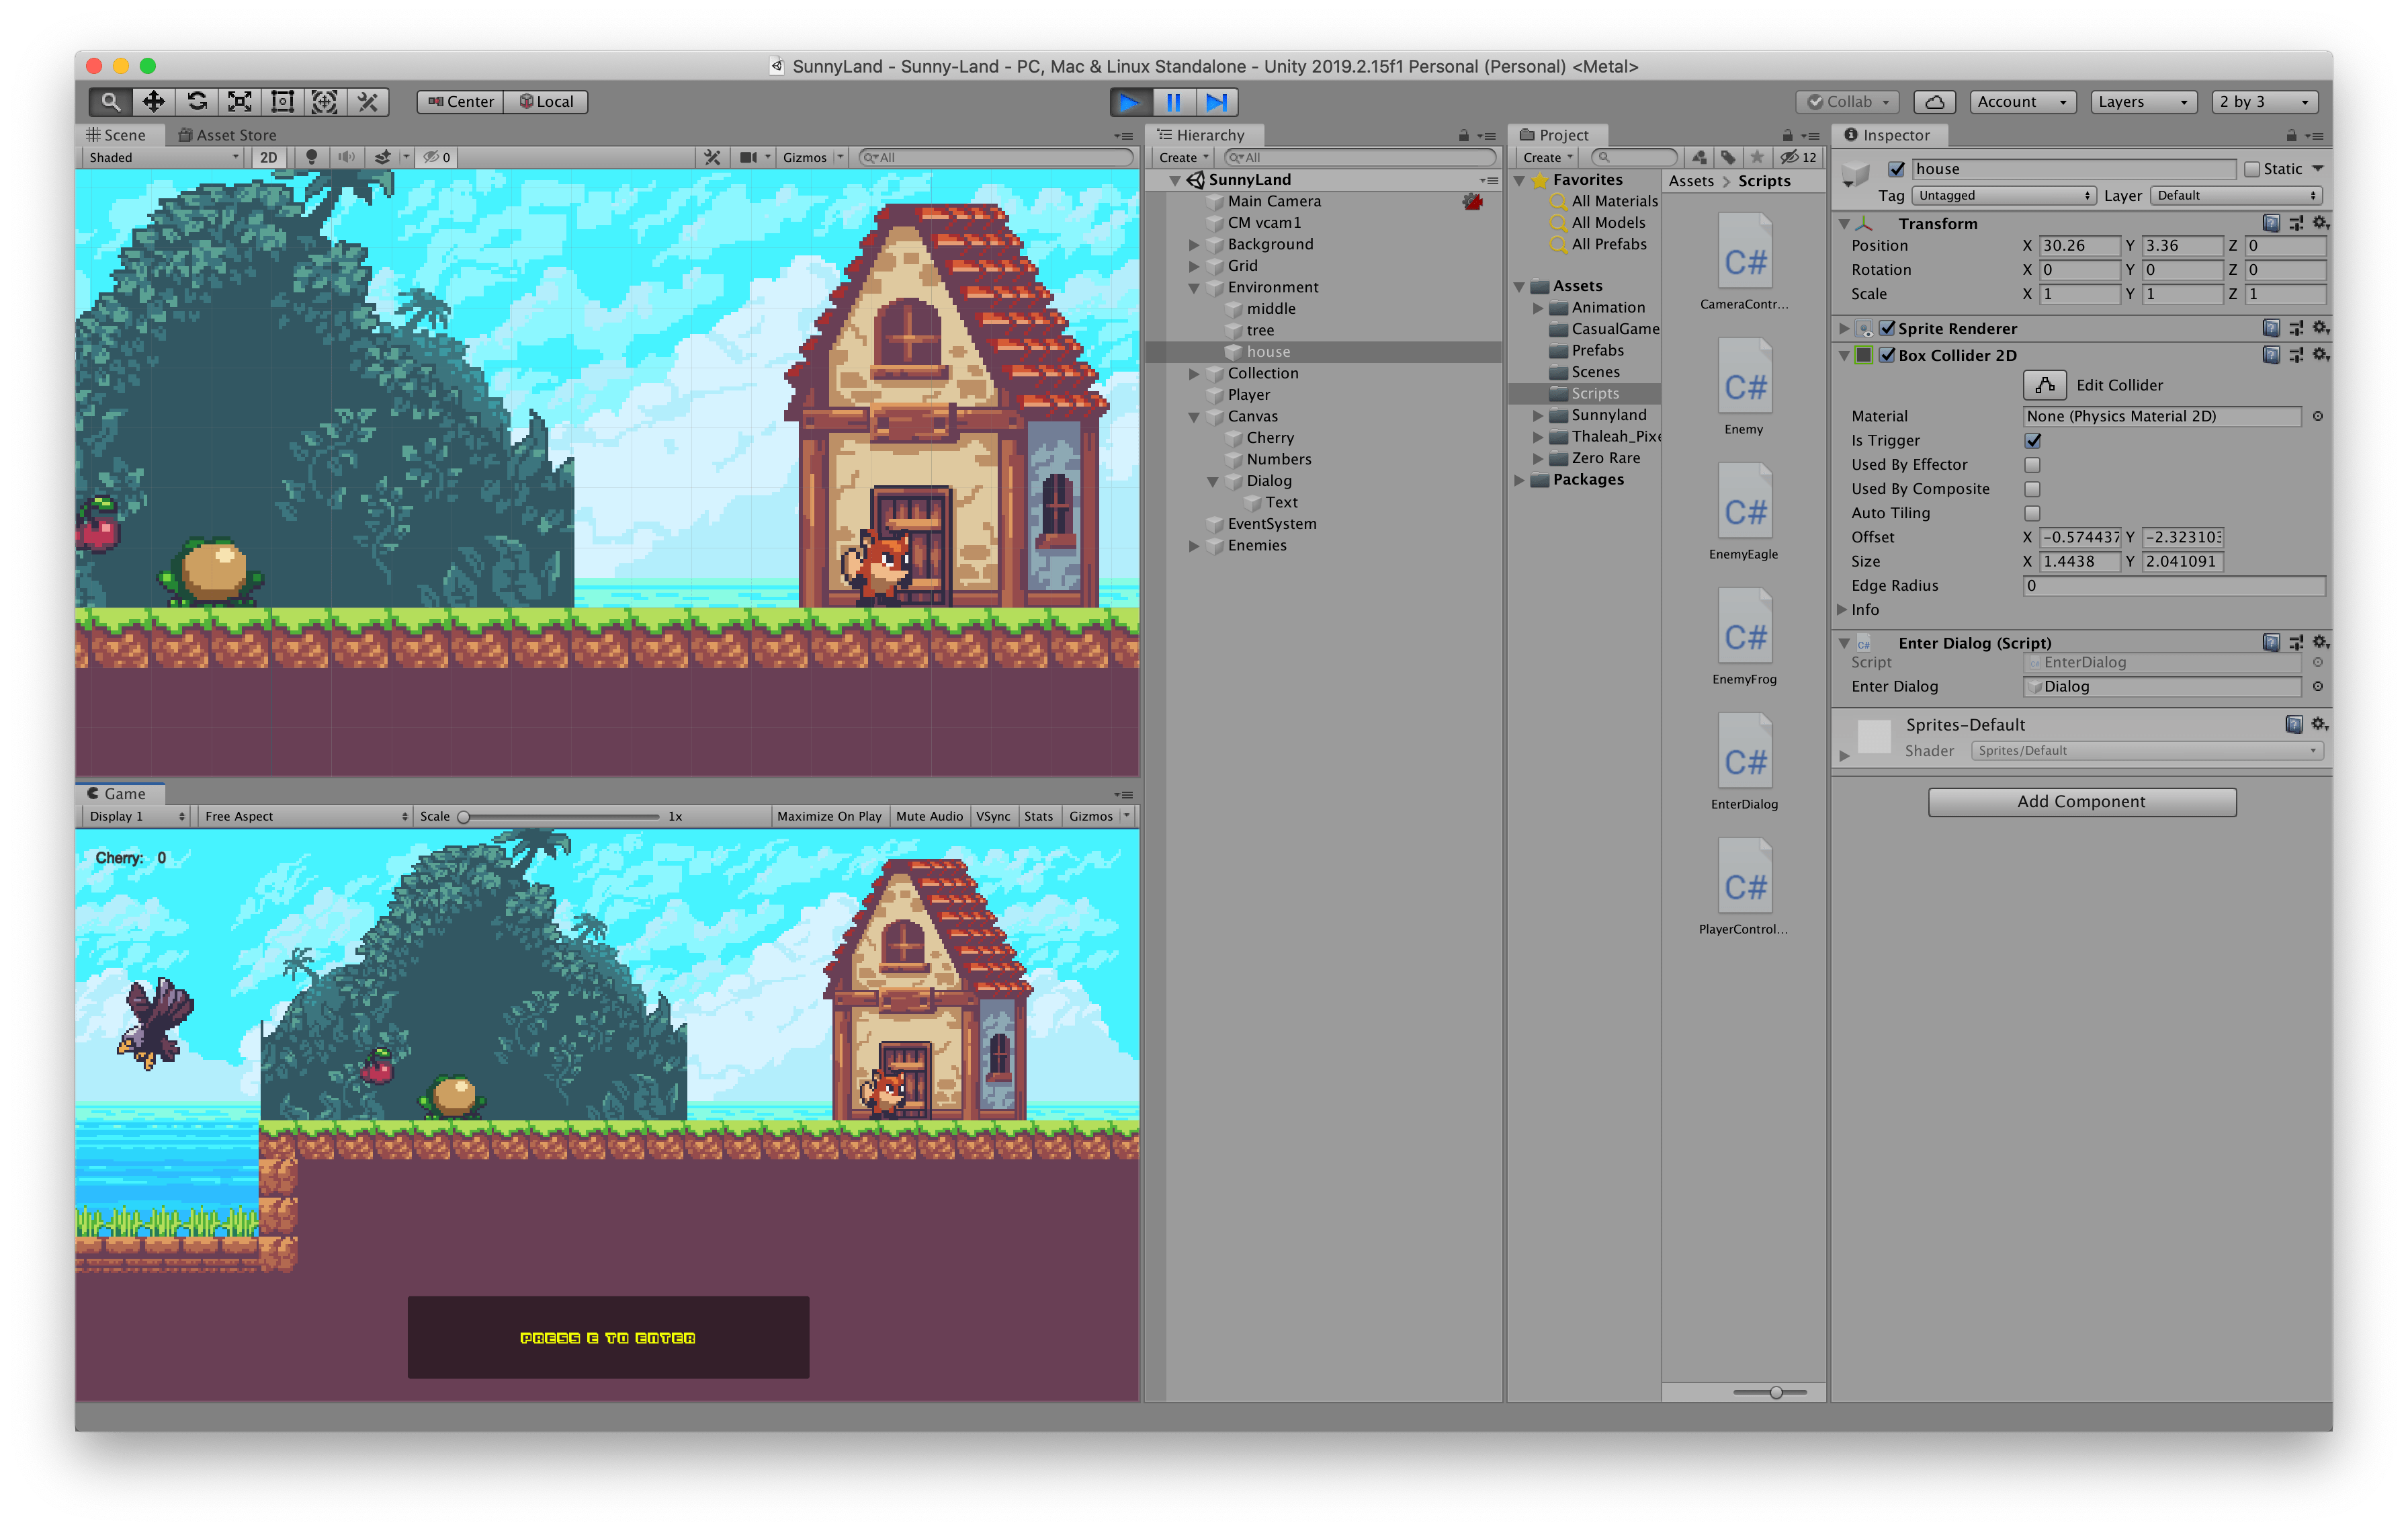 SunnyLand - Sunny-Land - PC, Mac & Linux Standalone - Unity 2019.2.15f1 Personal (Personal) <Metal>
Center Local
Collab Account Layers 2 by 3
Scene Asset Store
Shaded 2D 0 Gizmos All
Hierarchy
Create All
SunnyLand
Main Camera
CM vcam1
Background
Grid
Environment
middle
tree
house
Collection
Player
Canvas
Cherry
Numbers
Dialog
Text
EventSystem
Enemies
Project
Create 12
Favorites
All Materials
All Models
All Prefabs
Assets
Animation
CasualGame
Prefabs
Scenes
Scripts
Sunnyland
Thaleah_Pixe
Zero Rare
Packages
Assets > Scripts
C#
CameraContr...
C#
Enemy
C#
EnemyEagle
C#
EnemyFrog
C#
EnterDialog
C#
PlayerControl...
Inspector
house Static
Tag Untagged Layer Default
Transform
Position X 30.26 Y 3.36 Z 0
Rotation X 0 Y 0 Z 0
Scale X 1 Y 1 Z 1
Sprite Renderer
Box Collider 2D
Edit Collider
Material None (Physics Material 2D)
Is Trigger
Used By Effector
Used By Composite
Auto Tiling
Offset X -0.574437 Y -2.323103
Size X 1.4438 Y 2.041091
Edge Radius 0
Info
Enter Dialog (Script)
Script EnterDialog
Enter Dialog Dialog
Sprites-Default
Shader Sprites/Default
Add Component
Game
Display 1 Free Aspect Scale 1x Maximize On Play Mute Audio VSync Stats Gizmos
Cherry: 0
PRESS E TO ENTER